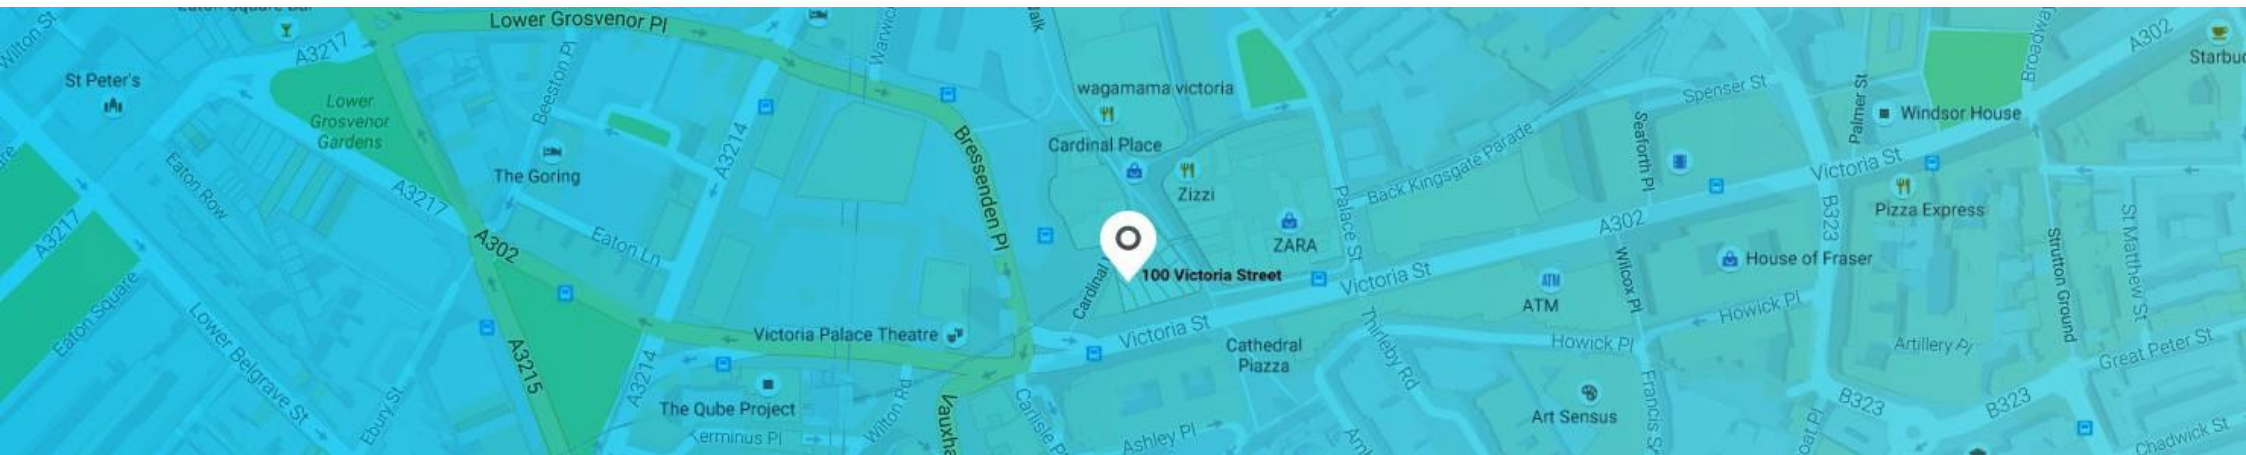 Lower Grosvenor Pl
Wilton St
A3217
St Peter's
Lower
Grosvenor
Gardens
Beeston Pl
A3214
wagamama victoria
Cardinal Place
Zizzi
Bressenden Pl
Spenser St
Palmer St
Broadway
A302
Windsor House
Back Kingsgate Parade
Seaforth Pl
Victoria St
Pizza Express
The Goring
Eaton Row
A3217
A3217
A302
Eaton Ln
ZARA
Palace St
100 Victoria Street
Victoria St
A302
B323
House of Fraser
Wilcox Pl
ATM
ATM
Strutton Ground
St Matthew St
Eaton Square
Lower Belgrave St
Victoria Palace Theatre
Victoria St
Cathedral
Piazza
Thirleby Rd
Howick Pl
Howick Pl
Artillery Pl
Great Peter St
A3215
A3214
Ebury St
The Qube Project
Wilton Rd
Carlisle
Ashley Pl
Art Sensus
Francis
B323
B323
Chadwick St